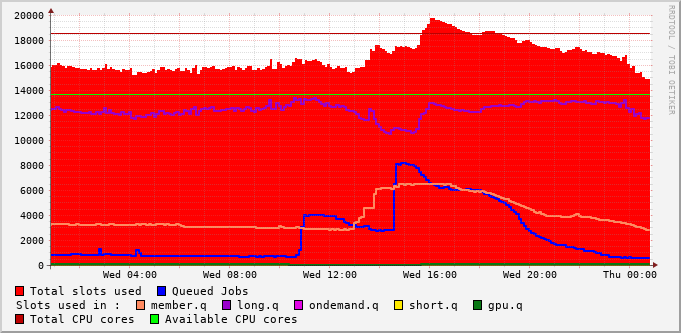 20000
18000
16000
14000
12000
10000
8000
6000
4000
2000
0
Wed 04:00 Wed 08:00 Wed 12:00 Wed 16:00 Wed 20:00 Thu 00:00
Total slots used Queued Jobs
Slots used in : member.q long.q ondemand.q short.q gpu.q
Total CPU cores Available CPU cores
RRDTOOL / TOBI OETIKER